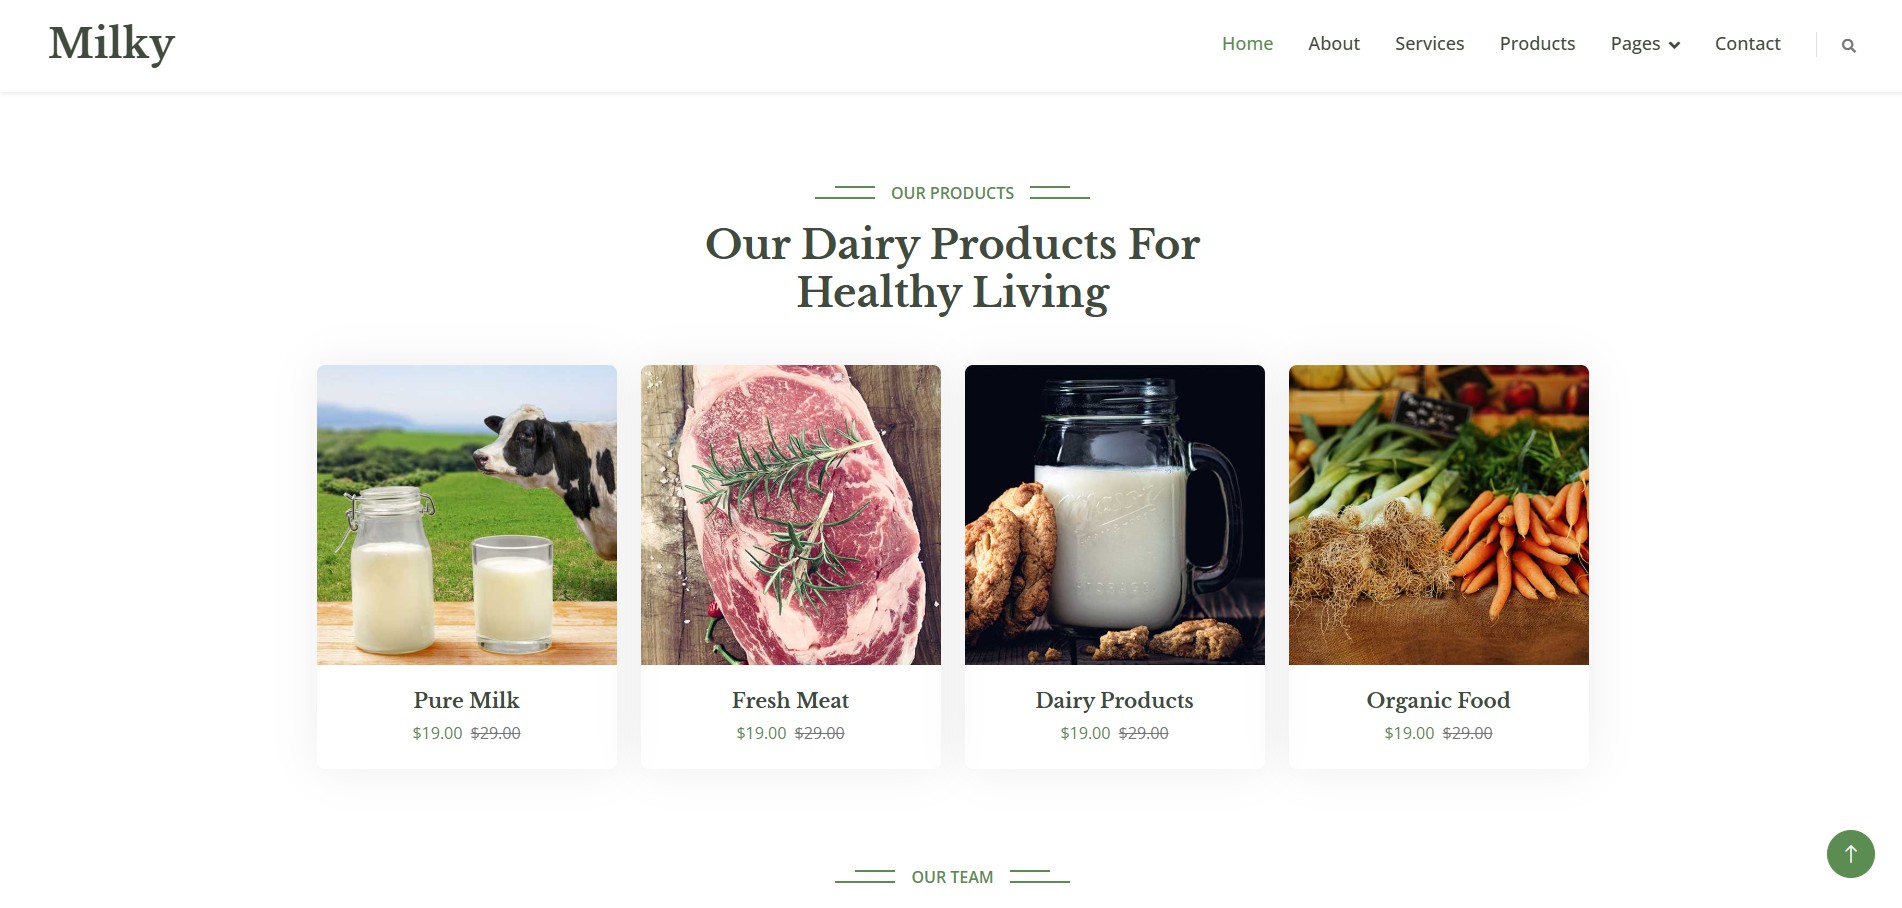 Milky
Home About Services Products Pages Contact
OUR PRODUCTS
Our Dairy Products For
Healthy Living
Pure Milk
$19.00 $29.00
Fresh Meat
$19.00 $29.00
Dairy Products
$19.00 $29.00
Organic Food
$19.00 $29.00
OUR TEAM